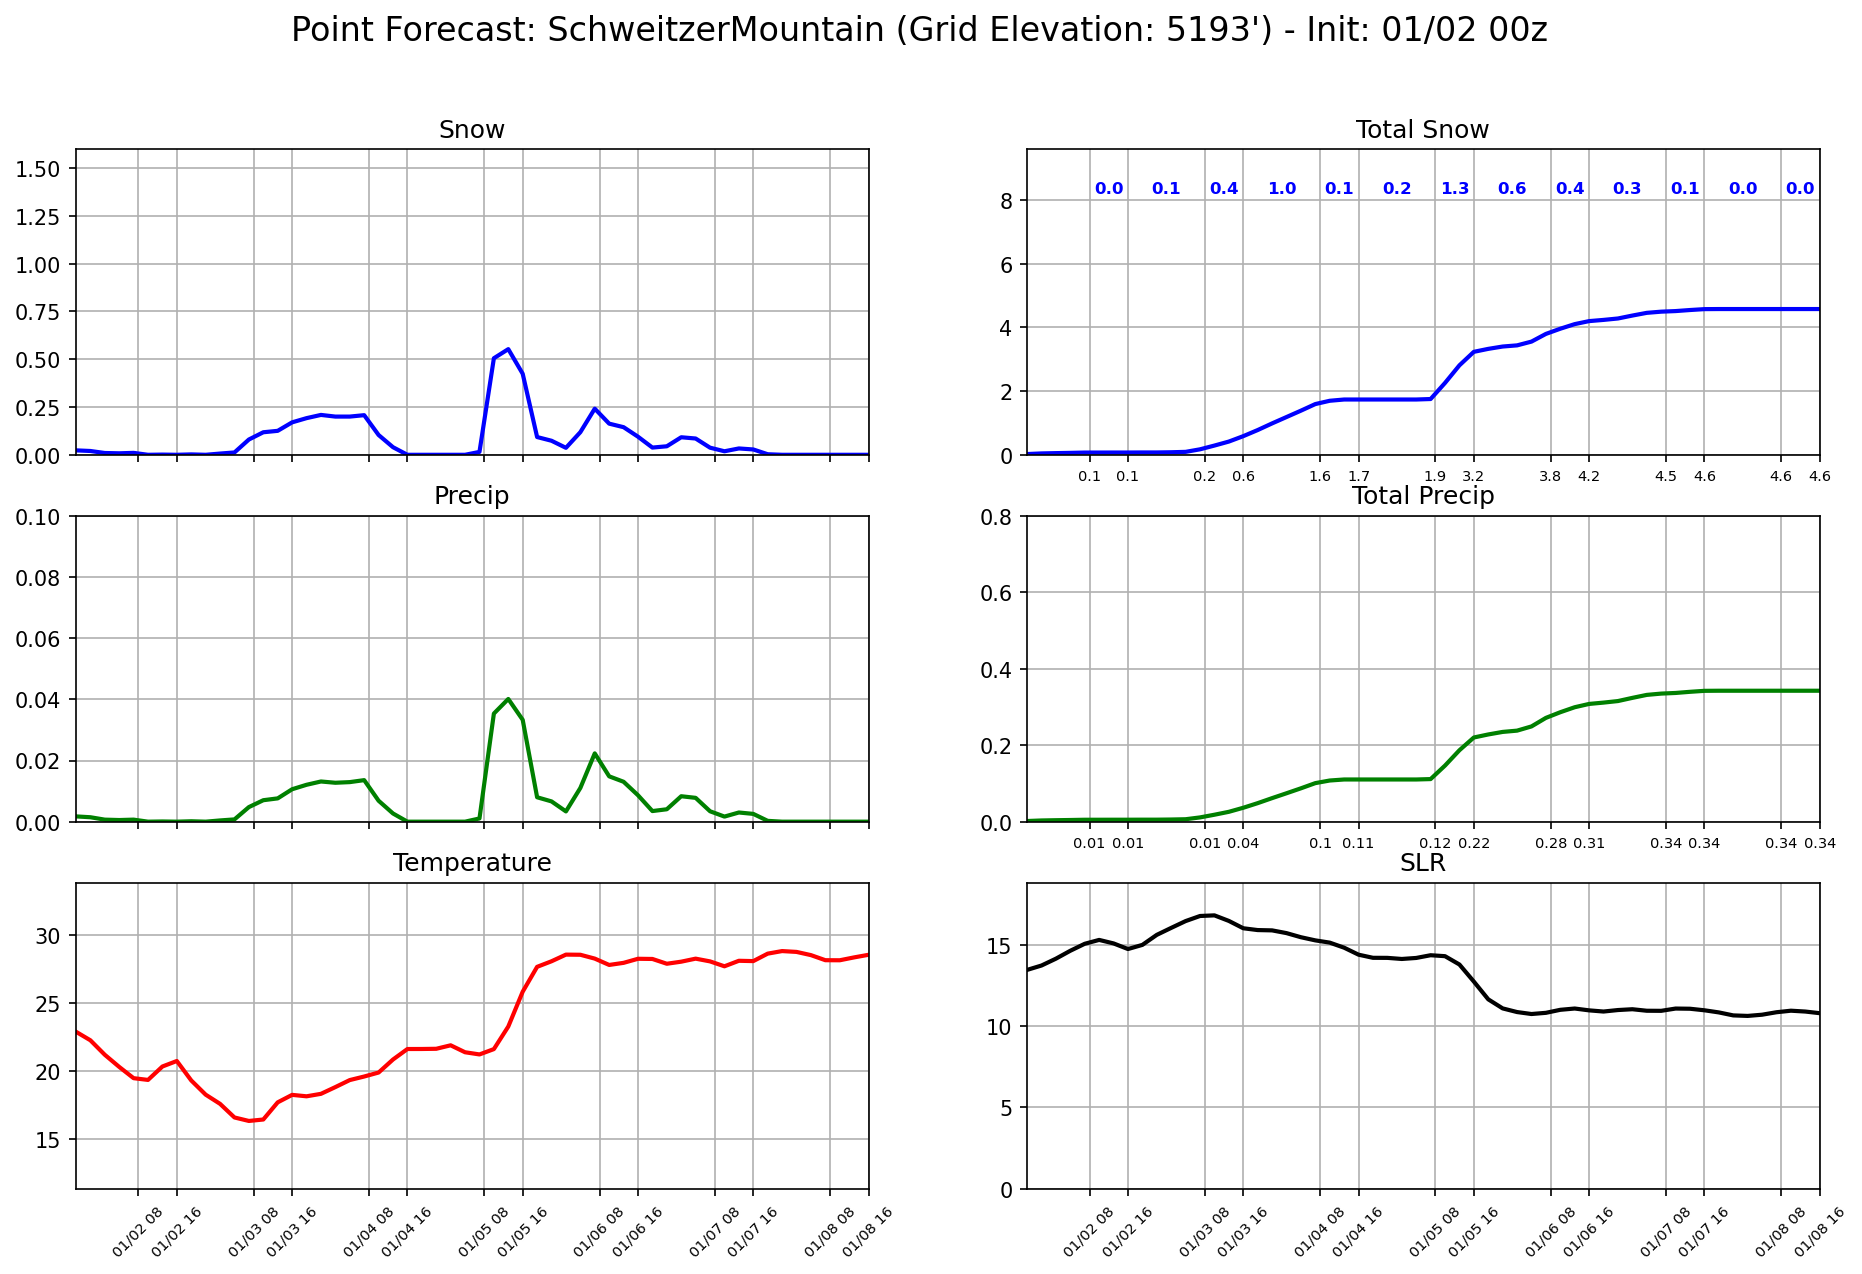 Point Forecast: SchweitzerMountain (Grid Elevation: 5193') - Init: 01/02 00z
Snow
1.50
1.25
1.00
0.75
0.50
0.25
0.00
Total Snow
0.0 0.1 0.4 1.0 0.1 0.2 1.3 0.6 0.4 0.3 0.1 0.0 0.0
8
6
4
2
0
0.1 0.1 0.2 0.6 1.6 1.7 1.9 3.2 3.8 4.2 4.5 4.6 4.6 4.6
Precip
0.10
0.08
0.06
0.04
0.02
0.00
Total Precip
0.8
0.6
0.4
0.2
0.0
0.01 0.01 0.01 0.04 0.1 0.11 0.12 0.22 0.28 0.31 0.34 0.34 0.34 0.34
Temperature
30
25
20
15
01/02 08 01/02 16 01/03 08 01/03 16 01/04 08 01/04 16 01/05 08 01/05 16 01/06 08 01/06 16 01/07 08 01/07 16 01/08 08 01/08 16
SLR
15
10
5
0
01/02 08 01/02 16 01/03 08 01/03 16 01/04 08 01/04 16 01/05 08 01/05 16 01/06 08 01/06 16 01/07 08 01/07 16 01/08 08 01/08 16